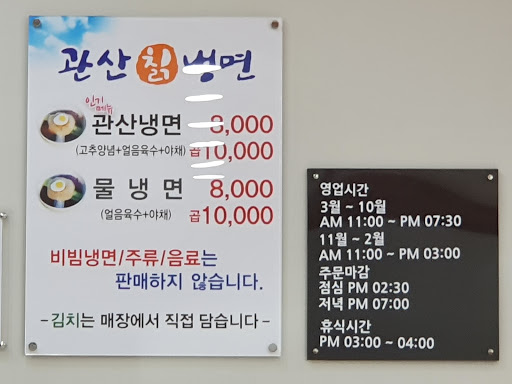 관산칡냉면
인기메뉴
관산냉면 8,000
(고추양념+얼음육수+야채) 곱10,000
물 냉 면 8,000
(얼음육수+야채) 곱10,000
비빔냉면/주류/음료는
판매하지 않습니다.
- 김치는 매장에서 직접 담습니다 -
영업시간
3월 ~ 10월
AM 11:00 ~ PM 07:30
11월 ~ 2월
AM 11:00 ~ PM 03:00
주문마감
점심 PM 02:30
저녁 PM 07:00
휴식시간
PM 03:00 ~ 04:00